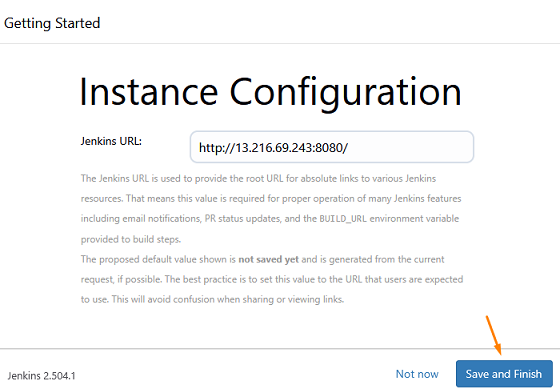 Getting Started
Instance Configuration
Jenkins URL:
http://13.216.69.243:8080/
The Jenkins URL is used to provide the root URL for absolute links to various Jenkins
resources. That means this value is required for proper operation of many Jenkins features
including email notifications, PR status updates, and the BUILD_URL environment variable
provided to build steps.
The proposed default value shown is not saved yet and is generated from the current
request, if possible. The best practice is to set this value to the URL that users are expected
to use. This will avoid confusion when sharing or viewing links.
Jenkins 2.504.1
Not now
Save and Finish